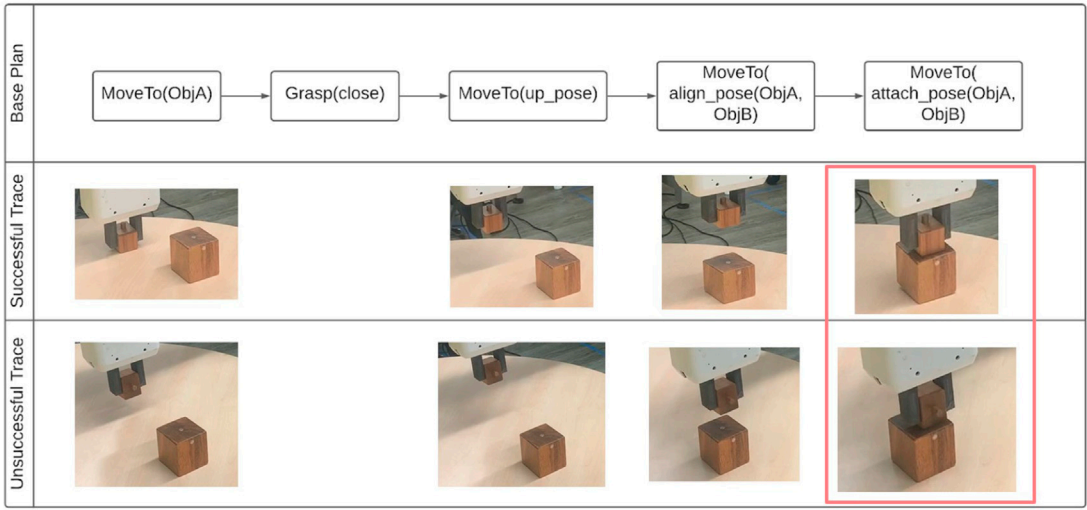 Base Plan
MoveTo(ObjA)
Grasp(close)
MoveTo(up_pose)
MoveTo(
align_pose(ObjA,
ObjB)
MoveTo(
attach_pose(ObjA,
ObjB)
Successful Trace
Unsuccessful Trace